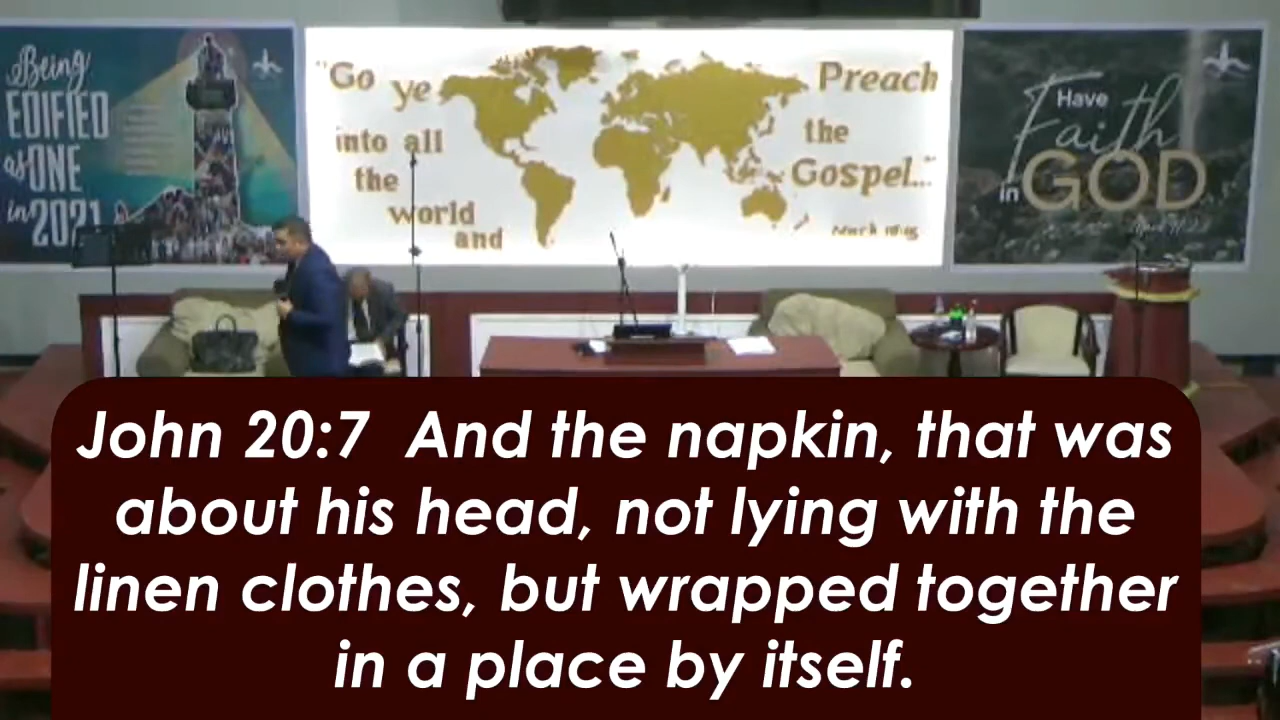 Being
EDIFIED
as ONE
in 2021
"Go ye
into all
the
world
and
Preach
the
Gospel..."
Have
Faith
in GOD
John 20:7 And the napkin, that was
about his head, not lying with the
linen clothes, but wrapped together
in a place by itself.